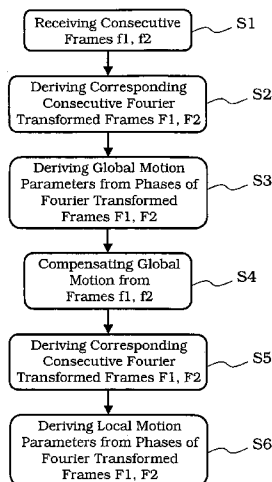 Receiving Consecutive
Frames f1, f2
S1
Deriving Corresponding
Consecutive Fourier
Transformed Frames F1, F2
S2
Deriving Global Motion
Parameters from Phases of
Fourier Transformed
Frames F1, F2
S3
Compensating Global
Motion from
Frames f1, f2
S4
Deriving Corresponding
Consecutive Fourier
Transformed Frames F1, F2
S5
Deriving Local Motion
Parameters from Phases of
Fourier Transformed
Frames F1, F2
S6